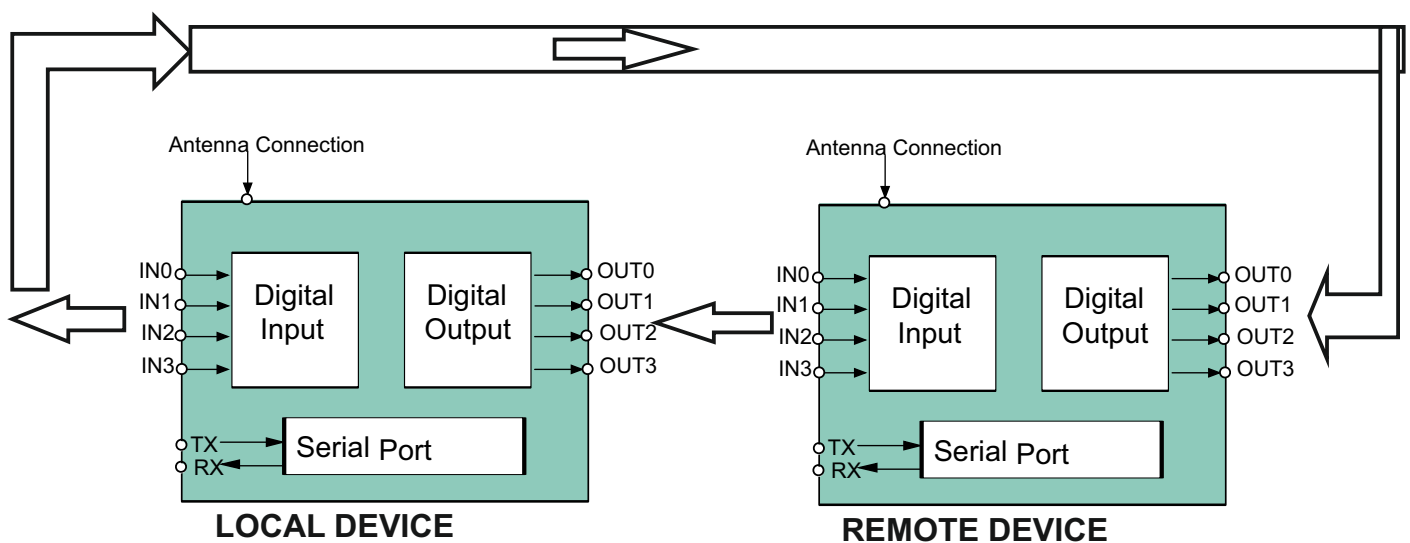 Antenna Connection
IN0
IN1
IN2
IN3
Digital
Input
Digital
Output
OUT0
OUT1
OUT2
OUT3
TX
RX
Serial Port
LOCAL DEVICE
Antenna Connection
IN0
IN1
IN2
IN3
Digital
Input
Digital
Output
OUT0
OUT1
OUT2
OUT3
TX
RX
Serial Port
REMOTE DEVICE